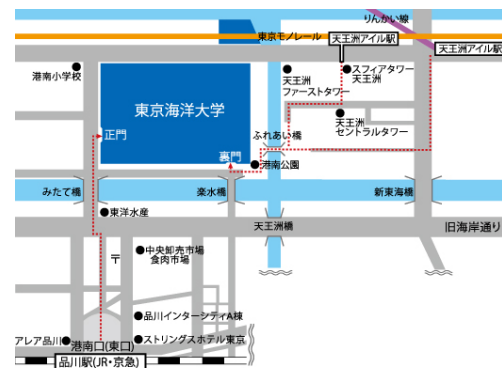 りんかい線
東京モノレール
天王洲アイル駅
天王洲アイル駅
港南小学校
天王洲
ファーストタワー
スフィアタワー
天王洲
東京海洋大学
天王洲
セントラルタワー
ふれあい橋
正門
裏門
港南公園
みたて橋
楽水橋
新東海橋
東洋水産
天王洲橋
旧海岸通り
〒
中央卸売市場
食肉市場
品川インターシティA棟
アレア品川
港南口(東口)
ストリングスホテル東京
品川駅(JR・京急)